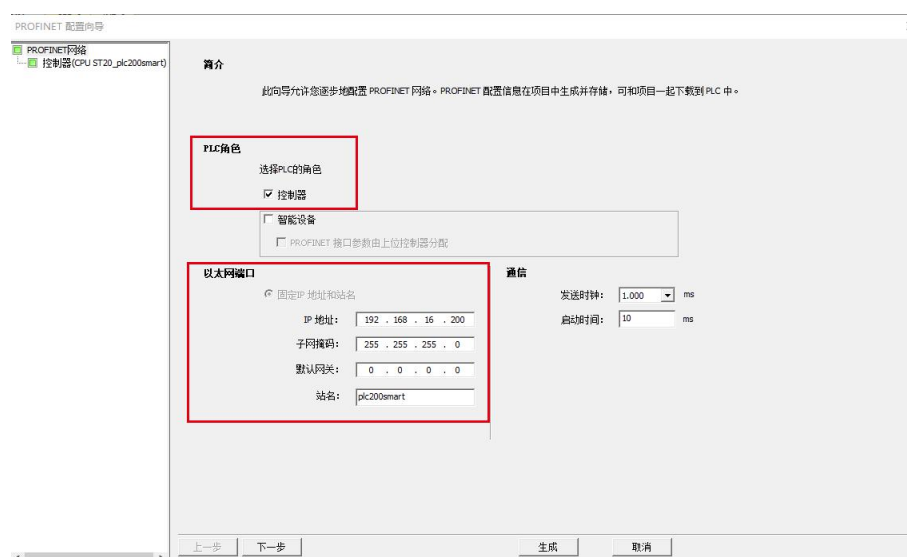 PROFINET 配置向导
PROFINET网络
控制器(CPU ST20_plc200smart)
简介
此向导允许您逐步地配置 PROFINET 网络。PROFINET 配置信息在项目中生成并存储，可和项目一起下载到 PLC 中。
PLC角色
选择PLC的角色
控制器
智能设备
PROFINET 接口参数由上位控制器分配
以太网端口
固定IP 地址和站名
IP 地址: 192 . 168 . 16 . 200
子网掩码: 255 . 255 . 255 . 0
默认网关: 0 . 0 . 0 . 0
站名: plc200smart
通信
发送时钟: 1.000 ms
启动时间: 10 ms
上一步 下一步 生成 取消